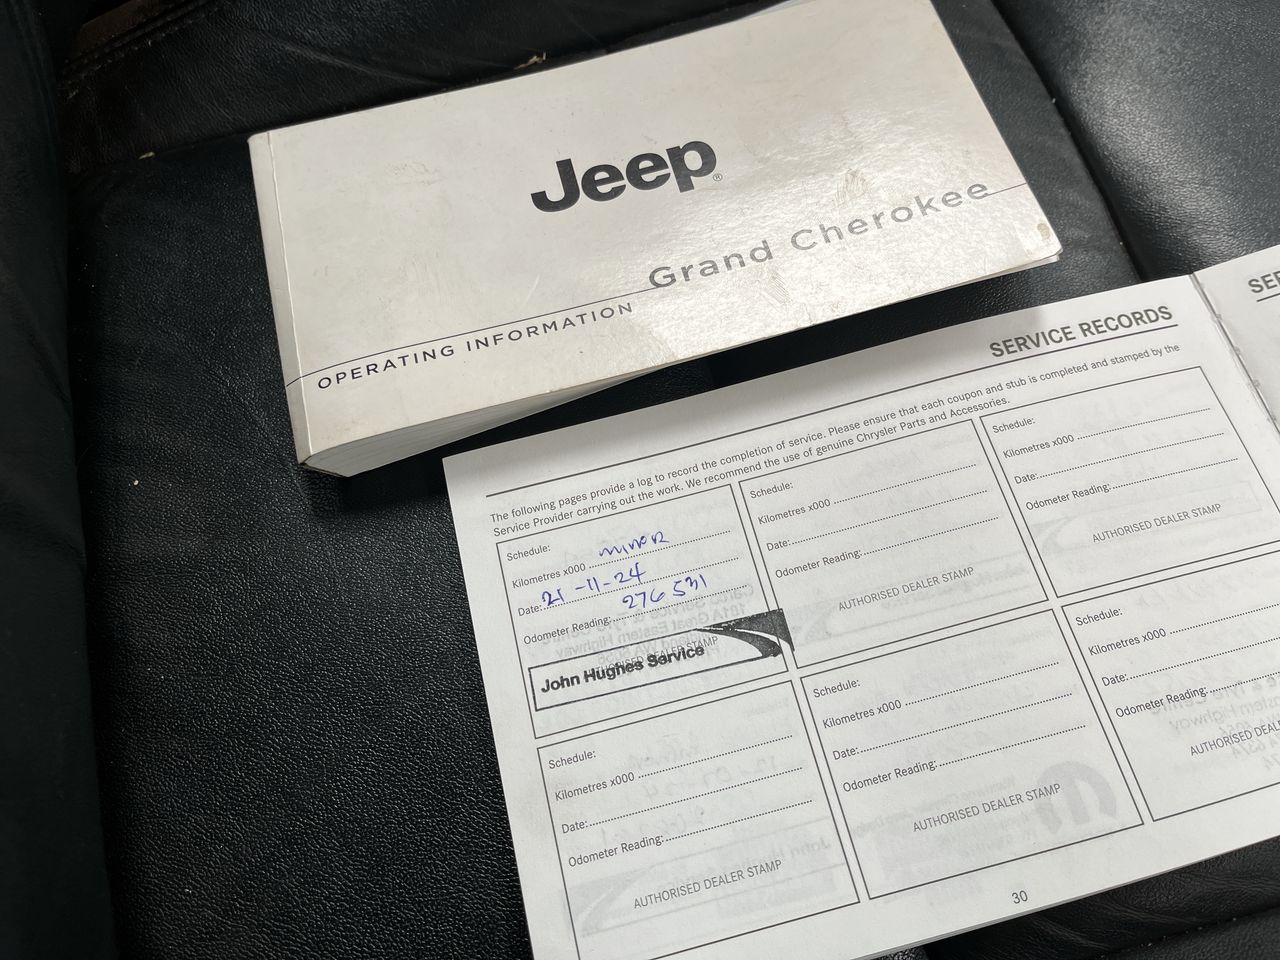 Jeep®
Grand Cherokee
OPERATING INFORMATION
SERVICE RECORDS
The following pages provide a log to record the completion of service. Please ensure that each coupon and stub is completed and stamped by the
Service Provider carrying out the work. We recommend the use of genuine Chrysler Parts and Accessories.
Schedule:
Kilometres x000 minor
Date: 21-11-24
Odometer Reading: 276 531
AUTHORISED DEALER STAMP
John Hughes Service
Schedule:
Kilometres x000
Date:
Odometer Reading:
AUTHORISED DEALER STAMP
Schedule:
Kilometres x000
Date:
Odometer Reading:
AUTHORISED DEALER STAMP
Schedule:
Kilometres x000
Date:
Odometer Reading:
AUTHORISED DEALER STAMP
Schedule:
Kilometres x000
Date:
Odometer Reading:
AUTHORISED DEALER STAMP
Schedule:
Kilometres x000
Date:
Odometer Reading:
AUTHORISED DEAL
30
SER